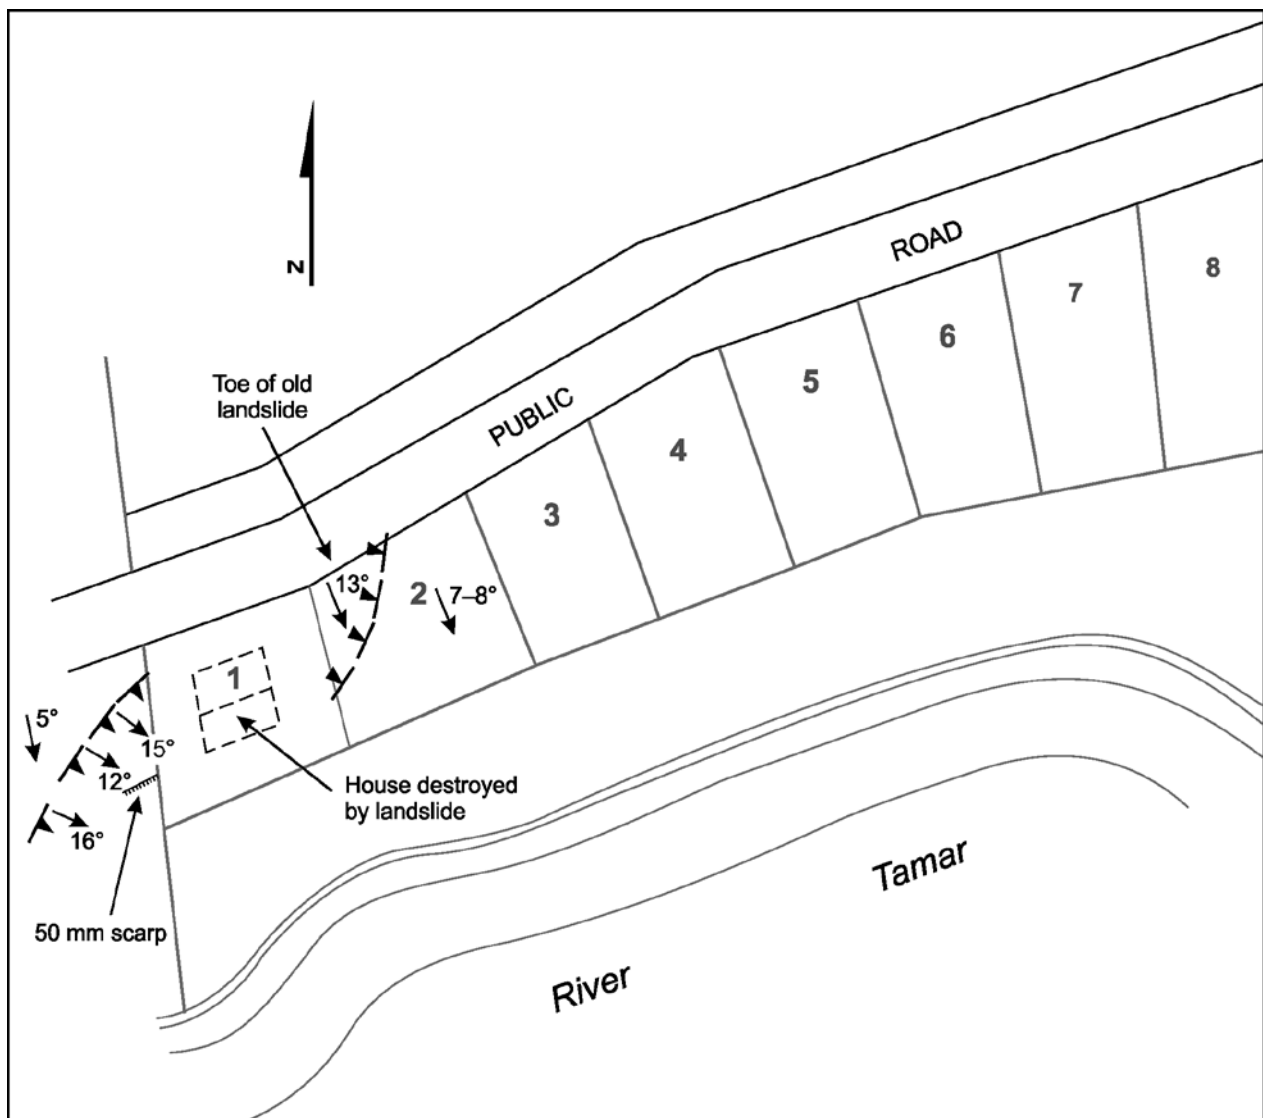 ROAD
8
7
6
5
4
3
PUBLIC
N
Toe of old
landslide
13°
2
7–8°
1
5°
15°
12°
16°
House destroyed
by landslide
50 mm scarp
River
Tamar